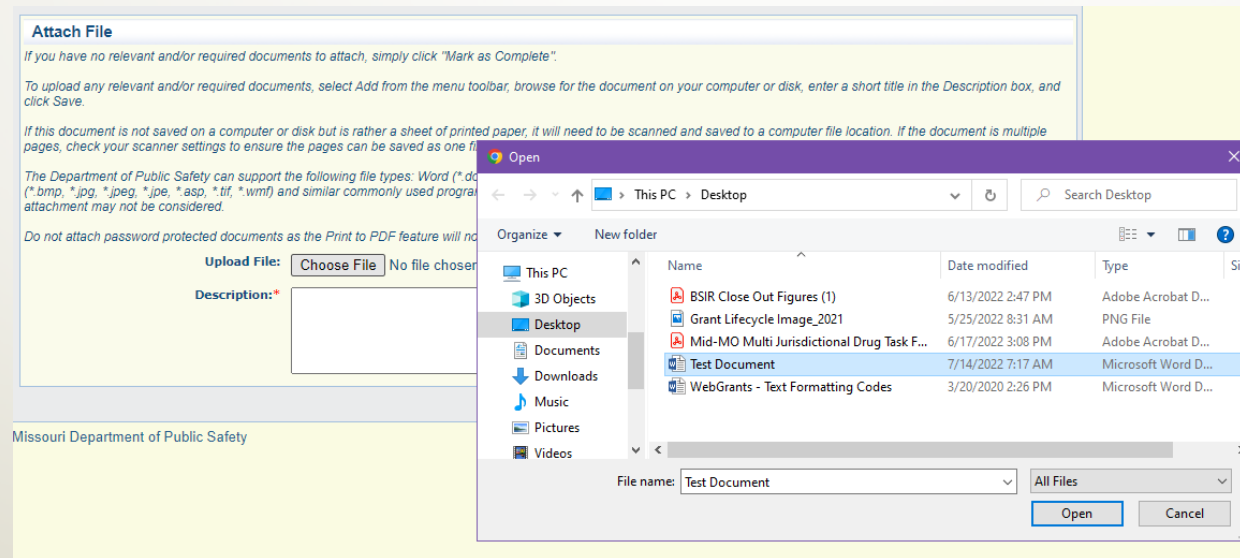 Attach File
If you have no relevant and/or required documents to attach, simply click "Mark as Complete".
To upload any relevant and/or required documents, select Add from the menu toolbar, browse for the document on your computer or disk, enter a short title in the Description box, and
click Save.
If this document is not saved on a computer or disk but is rather a sheet of printed paper, it will need to be scanned and saved to a computer file location. If the document is multiple
pages, check your scanner settings to ensure the pages can be saved as one
The Department of Public Safety can support the following file types: Word
(*.bmp, *.jpg, *.jpeg, *.jpe, *.asp, *.tif, *.wmf) and similar commonly used
attachment may not be considered.
Do not attach password protected documents as the Print to PDF feature will
Upload File: Choose File No file
Description:*
Missouri Department of Public Safety
Open
This PC > Desktop
Search Desktop
Organize New folder
This PC
3D Objects
Desktop
Documents
Downloads
Music
Pictures
Videos
Name Date modified Type
BSIR Close Out Figures (1) 6/13/2022 2:47 PM Adobe Acrobat D...
Grant Lifecycle Image_2021 5/25/2022 8:31 AM PNG File
Mid-MO Multi Jurisdictional Drug Task F... 6/17/2022 3:08 PM Adobe Acrobat D...
Test Document 7/14/2022 7:17 AM Microsoft Word D...
WebGrants - Text Formatting Codes 3/20/2020 2:26 PM Microsoft Word D...
File name: Test Document All Files
Open Cancel